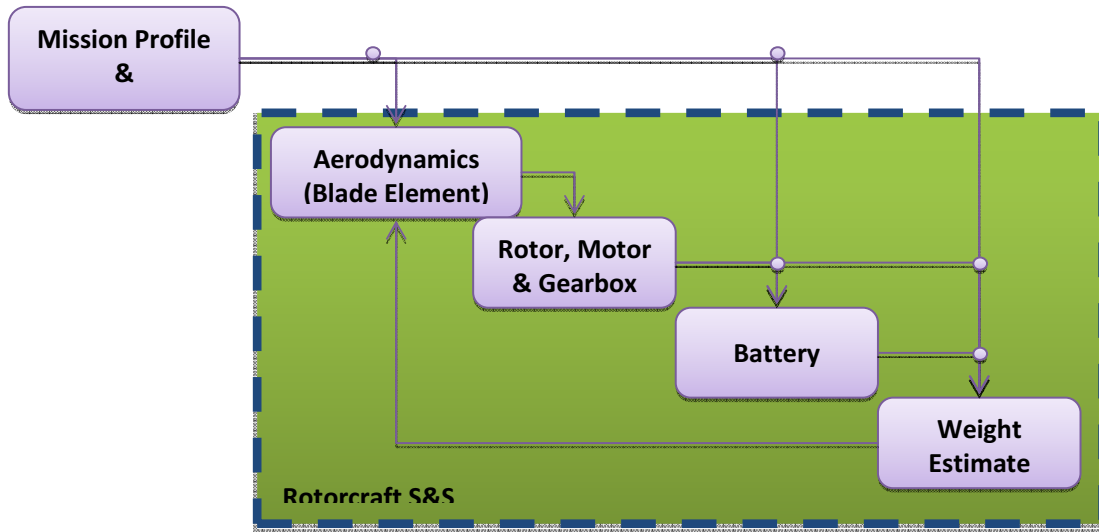 Mission Profile
&
Aerodynamics
(Blade Element)
Rotor, Motor
& Gearbox
Battery
Weight
Estimate
Rotorcraft S&S